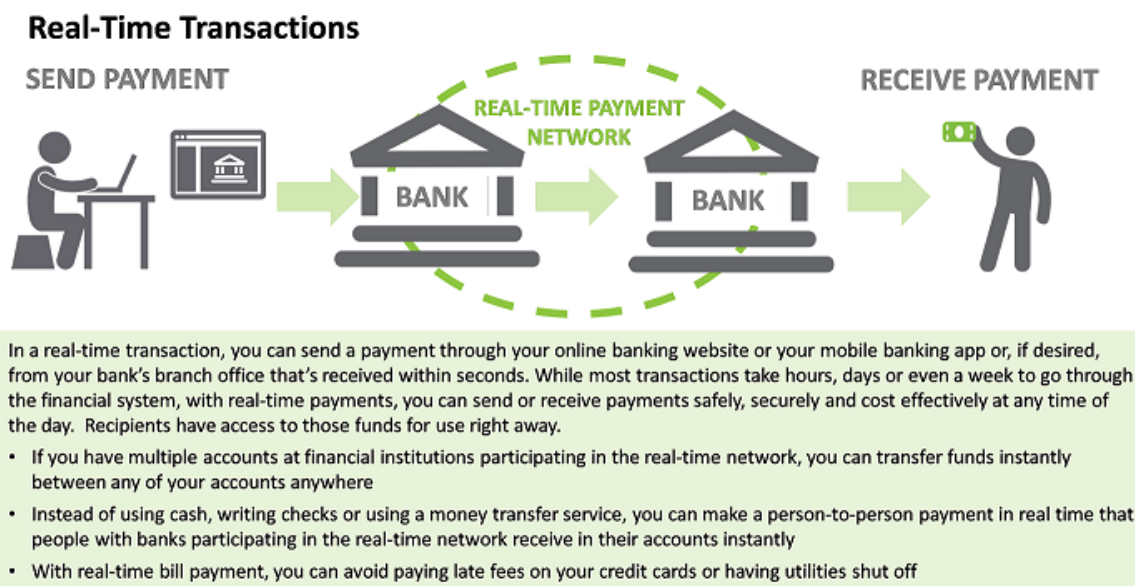 Real-Time Transactions
SEND PAYMENT
RECEIVE PAYMENT
REAL-TIME PAYMENT
NETWORK
BANK
BANK
In a real-time transaction, you can send a payment through your online banking website or your mobile banking app or, if desired,
from your bank's branch office that's received within seconds. While most transactions take hours, days or even a week to go through
the financial system, with real-time payments, you can send or receive payments safely, securely and cost effectively at any time of
the day.  Recipients have access to those funds for use right away.
• If you have multiple accounts at financial institutions participating in the real-time network, you can transfer funds instantly
between any of your accounts anywhere
• Instead of using cash, writing checks or using a money transfer service, you can make a person-to-person payment in real time that
people with banks participating in the real-time network receive in their accounts instantly
• With real-time bill payment, you can avoid paying late fees on your credit cards or having utilities shut off